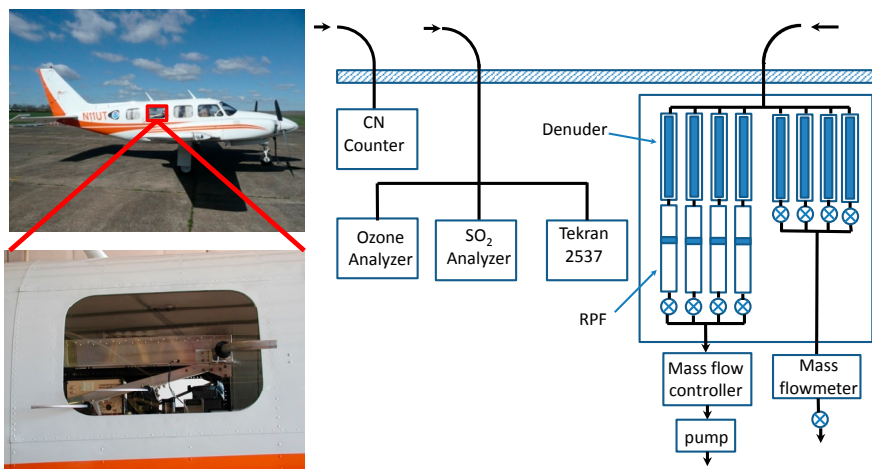 N11UT
CN
Counter
Denuder
Ozone
Analyzer
SO₂
Analyzer
Tekran
2537
RPF
Mass flow
controller
Mass
flowmeter
pump